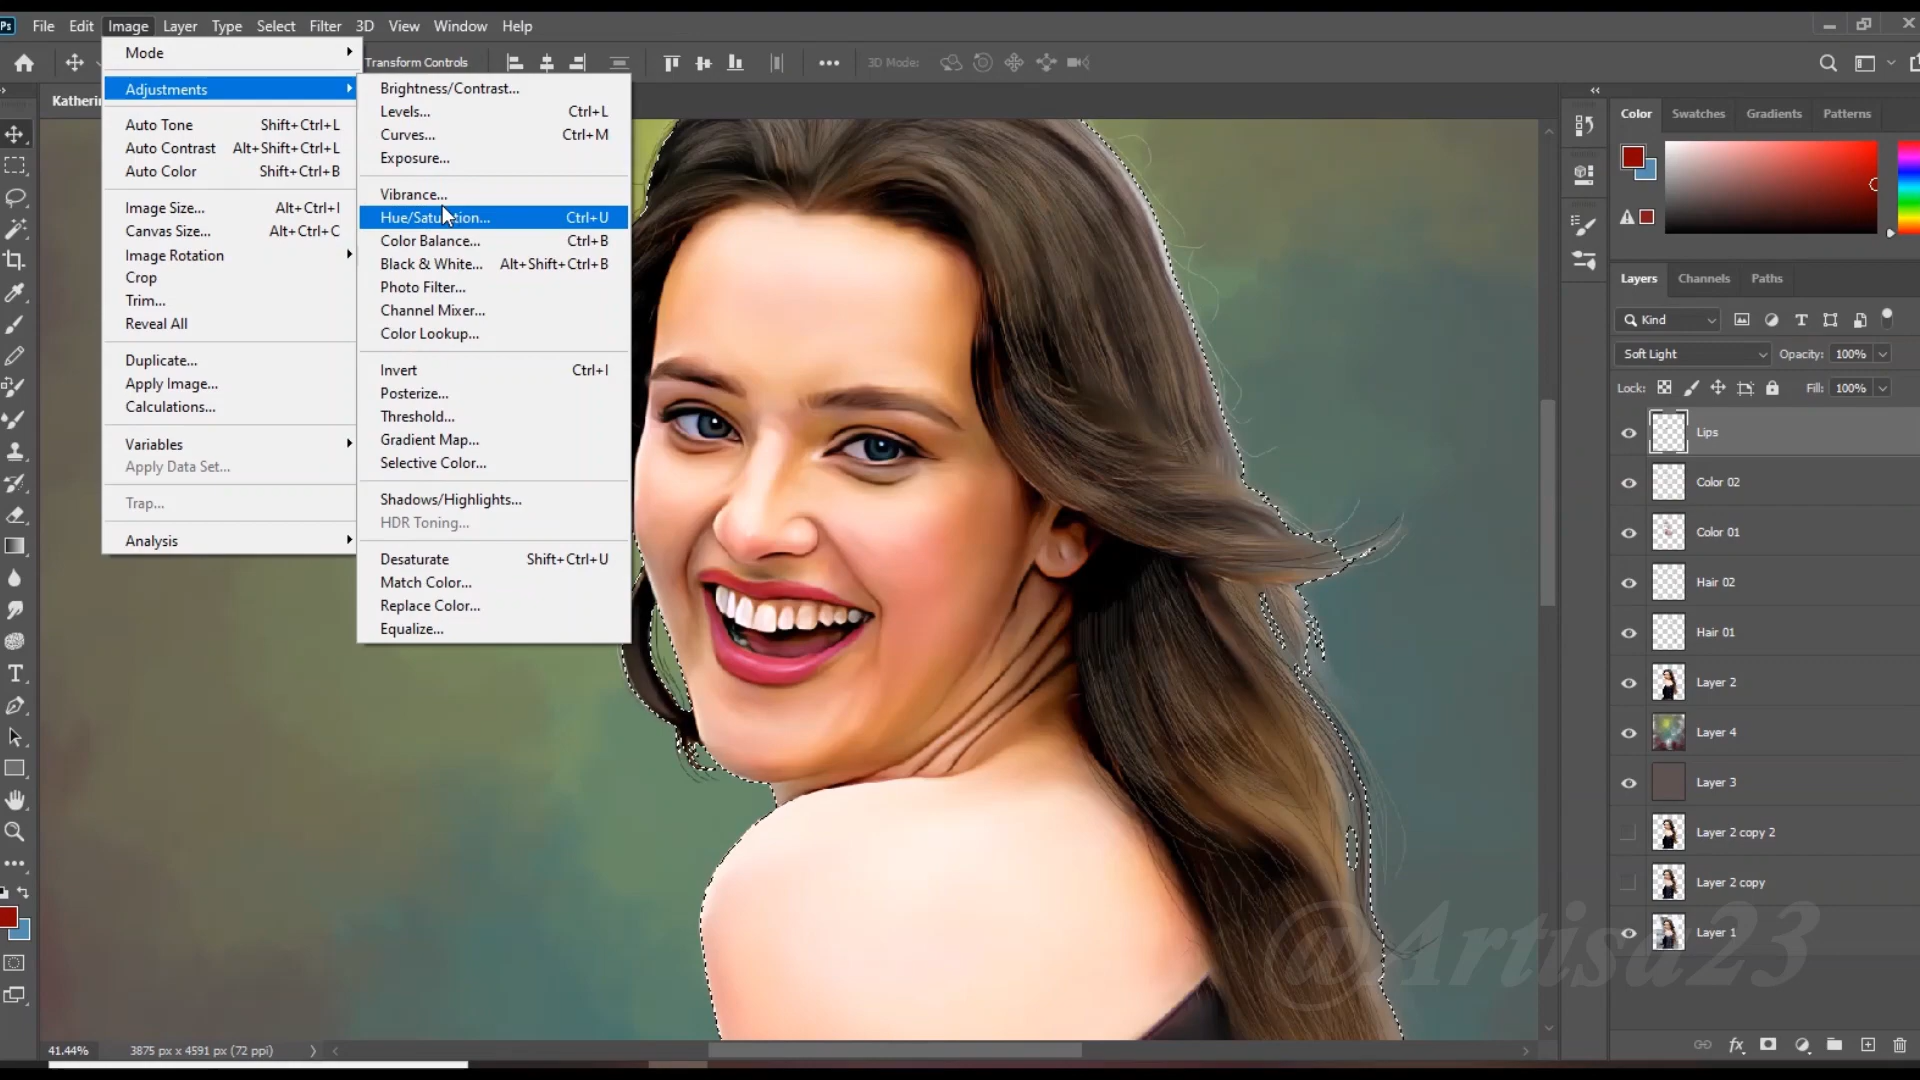 Ps File Edit Image Layer Type Select Filter 3D View Window Help
Transform Controls 3D Mode:
Mode
Adjustments
Auto Tone Shift+Ctrl+L
Auto Contrast Alt+Shift+Ctrl+L
Auto Color Shift+Ctrl+B
Image Size... Alt+Ctrl+I
Canvas Size... Alt+Ctrl+C
Image Rotation
Crop
Trim...
Reveal All
Duplicate...
Apply Image...
Calculations...
Variables
Apply Data Set...
Trap...
Analysis
Brightness/Contrast...
Levels... Ctrl+L
Curves... Ctrl+M
Exposure...
Vibrance...
Hue/Saturation... Ctrl+U
Color Balance... Ctrl+B
Black & White... Alt+Shift+Ctrl+B
Photo Filter...
Channel Mixer...
Color Lookup...
Invert Ctrl+I
Posterize...
Threshold...
Gradient Map...
Selective Color...
Shadows/Highlights...
HDR Toning...
Desaturate Shift+Ctrl+U
Match Color...
Replace Color...
Equalize...
Color Swatches Gradients Patterns
Layers Channels Paths
Kind
Soft Light Opacity: 100%
Lock: Fill: 100%
Lips
Color 02
Color 01
Hair 02
Hair 01
Layer 2
Layer 4
Layer 3
Layer 2 copy 2
Layer 2 copy
Layer 1
@Artisa23
41.44% 3875 px x 4591 px (72 ppi)